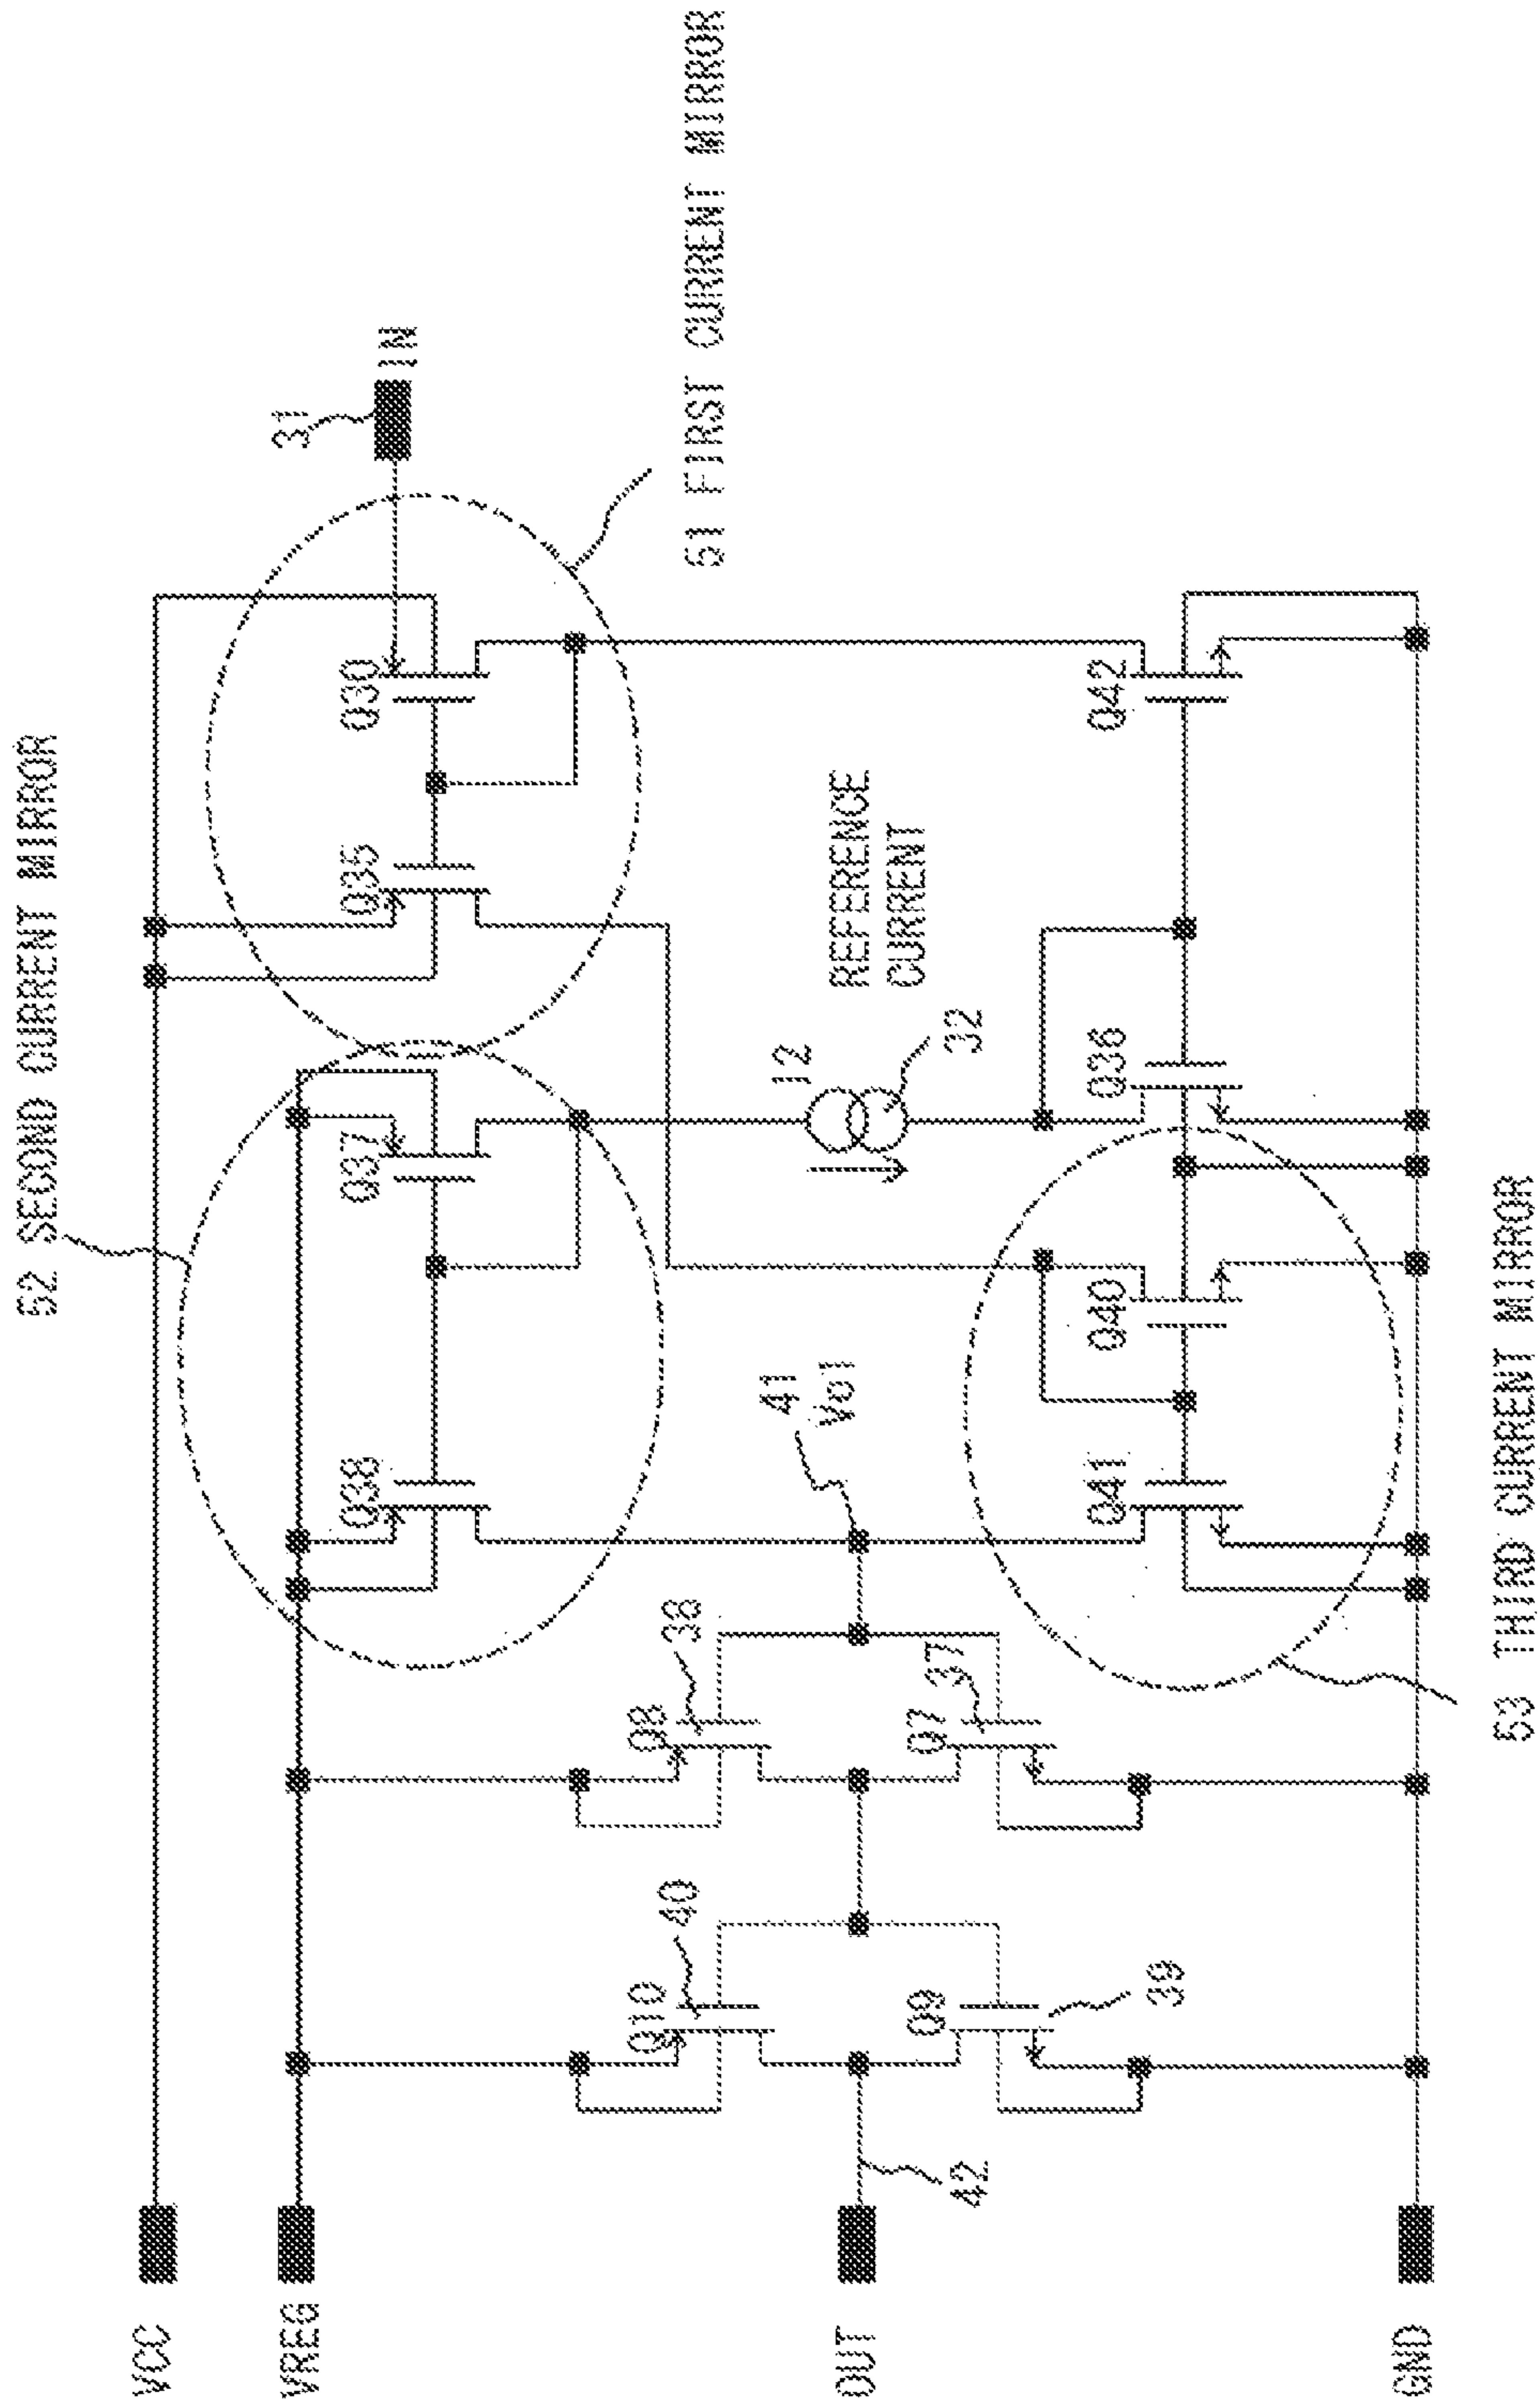 52 SECOND CURRENT MIRROR
VCC
VREG
31
IN
Q38
Q37
Q35
Q30
51 FIRST CURRENT MIRROR
Q10
40
Q8
38
41
Vo1
I2
32
REFERENCE
CURRENT
OUT
42
Q9
39
Q7
37
Q41
Q40
Q36
Q42
GND
53 THIRD CURRENT MIRROR